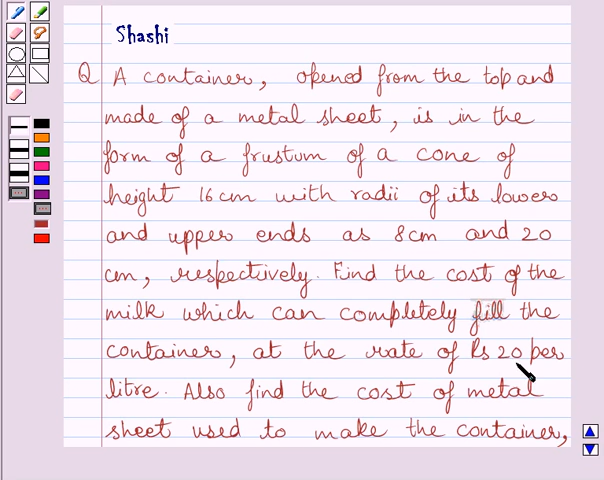 Shashi
Q A container, opened from the top and
made of a metal sheet, is in the
form of a frustum of a cone of
height 16 cm with radii of its lower
and upper ends as 8cm and 20
cm, respectively. Find the cost of the
milk which can completely fill the
container, at the rate of Rs 20 per
litre. Also find the cost of metal
sheet used to make the container,